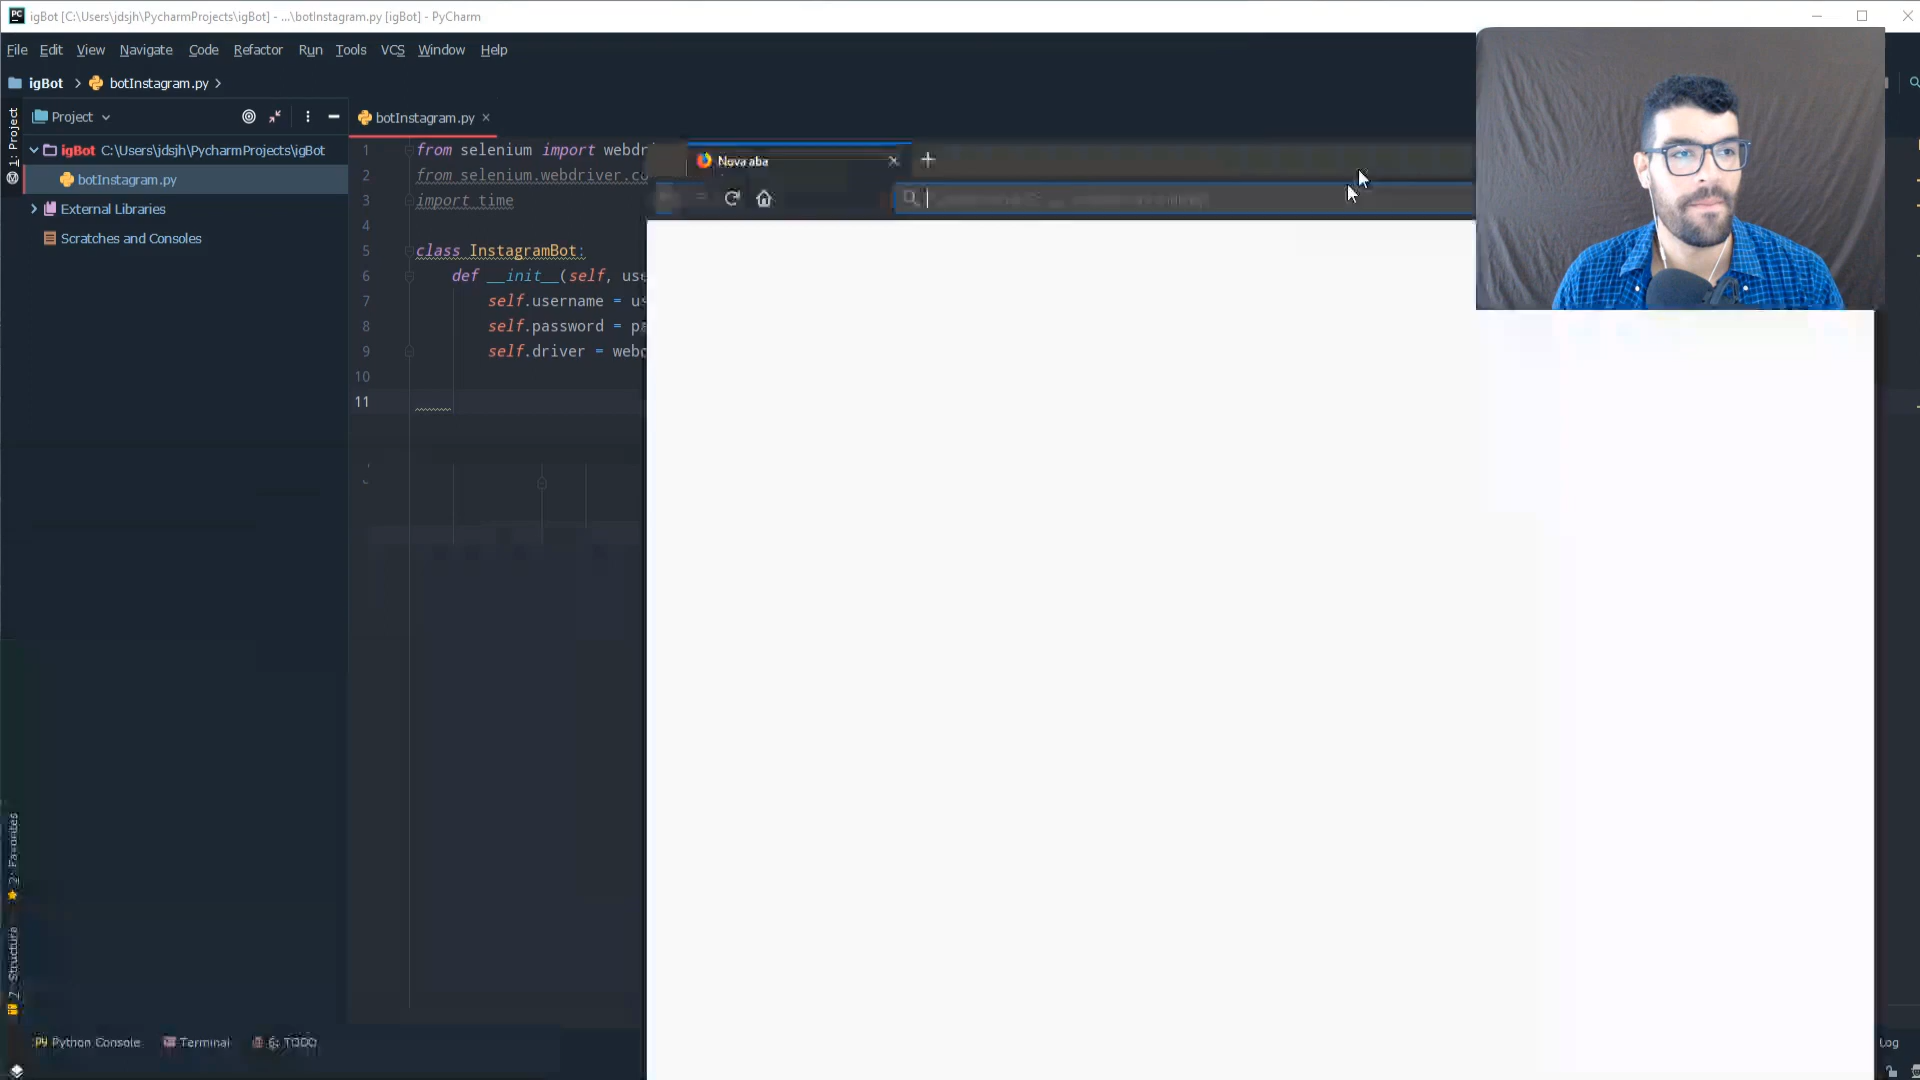 igBot [C:\Users\jdsjh\PycharmProjects\igBot] - ...\botInstagram.py [igBot] - PyCharm
File Edit View Navigate Code Refactor Run Tools VCS Window Help
igBot botInstagram.py
Project
botInstagram.py
1: Project
igBot C:\Users\jdsjh\PycharmProjects\igBot
botInstagram.py
External Libraries
Scratches and Consoles
1 from selenium import webdr
2 from selenium.webdriver.co
3 import time
4
5 class InstagramBot:
6 def __init__(self, use
7 self.username = us
8 self.password = pa
9 self.driver = webd
10
11
Nova aba
2: Favorites
7: Structure
Python Console Terminal 6: TODO
Log